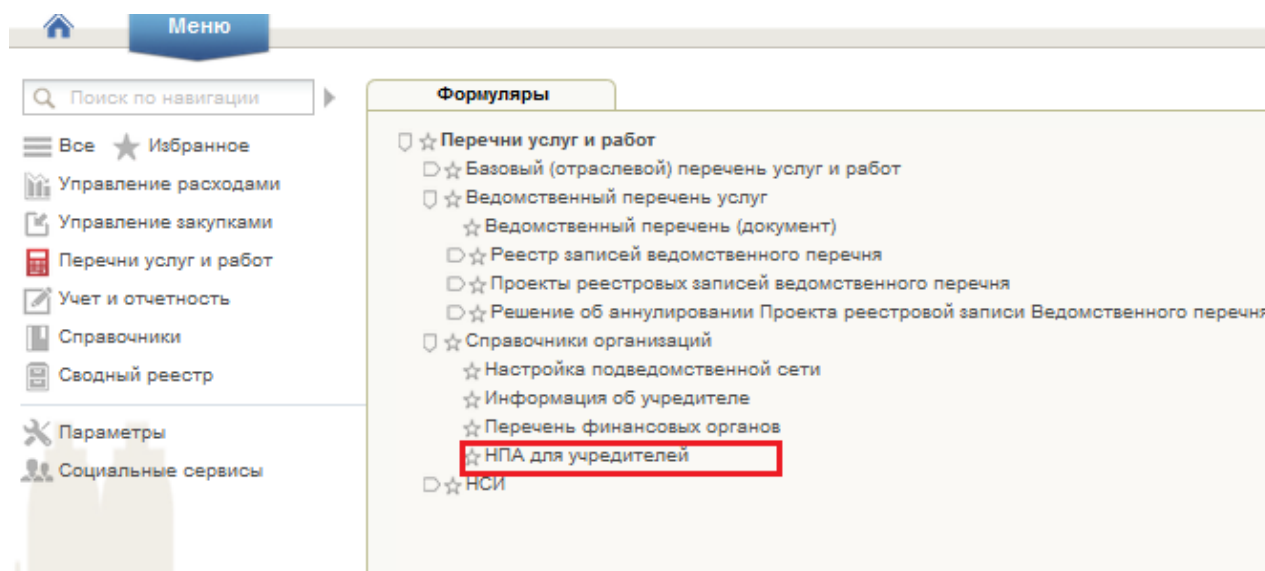 Меню
Поиск по навигации
Все Избранное
Управление расходами
Управление закупками
Перечни услуг и работ
Учет и отчетность
Справочники
Сводный реестр
Параметры
Социальные сервисы
Формуляры
Перечни услуг и работ
Базовый (отраслевой) перечень услуг и работ
Ведомственный перечень услуг
Ведомственный перечень (документ)
Реестр записей ведомственного перечня
Проекты реестровых записей ведомственного перечня
Решение об аннулировании Проекта реестровой записи Ведомственного перечня
Справочники организаций
Настройка подведомственной сети
Информация об учредителе
Перечень финансовых органов
НПА для учредителей
НСИ